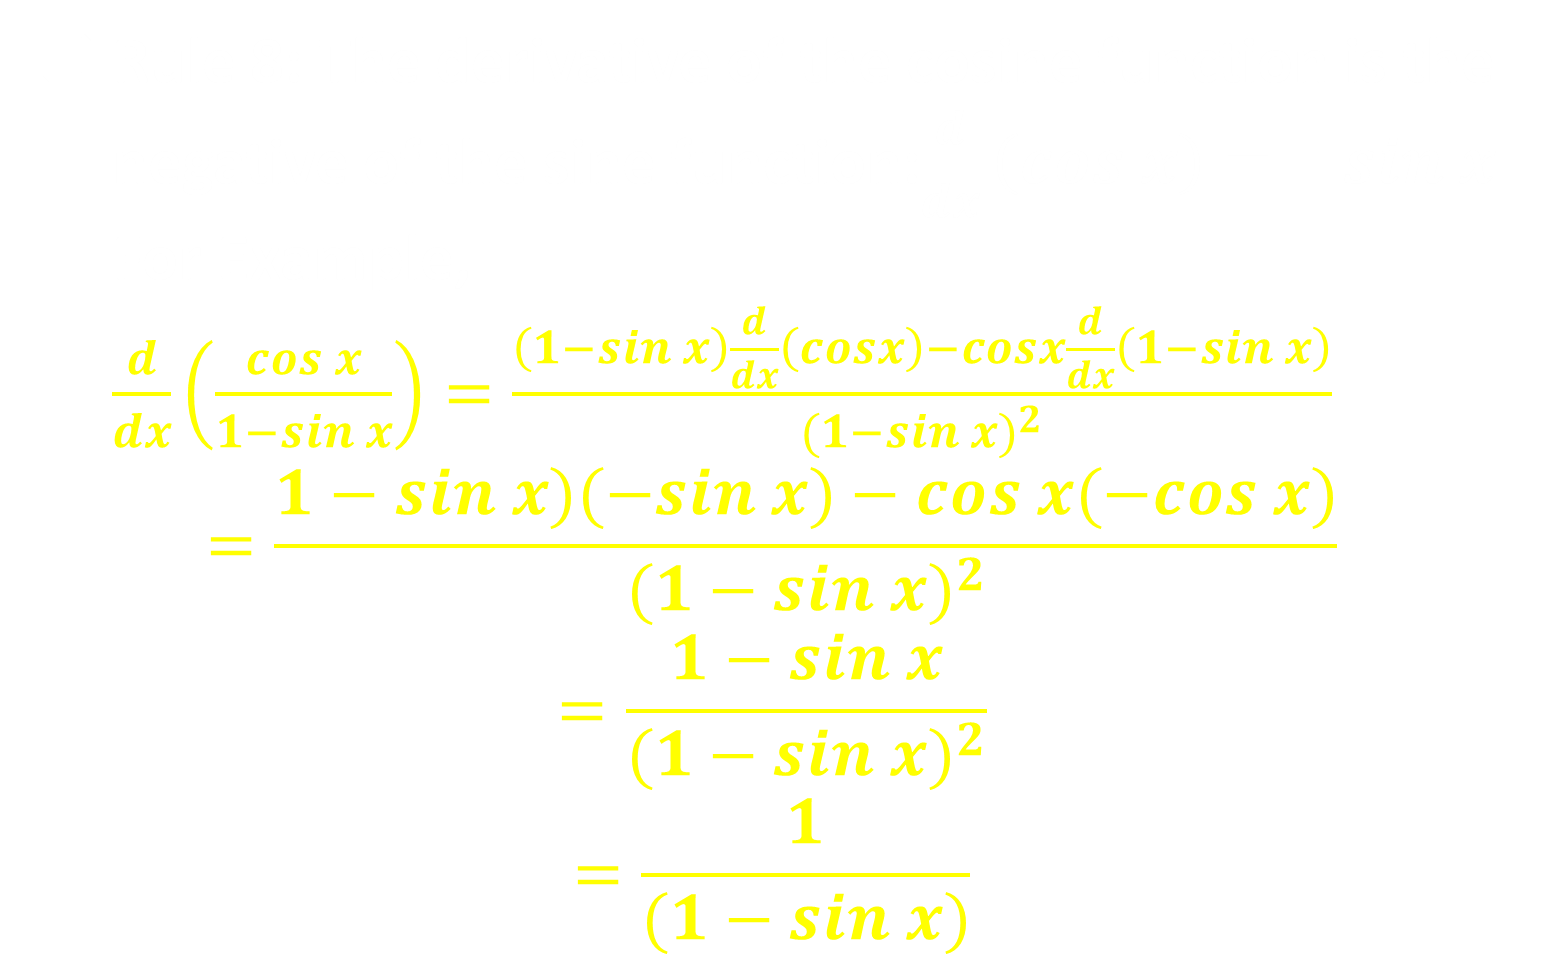 d/dx (cos x / 1−sin x) = (1−sin x) d/dx (cosx)−cosx d/dx (1−sin x) / (1−sin x)²
= 1 − sin x)(−sin x) − cos x(−cos x) / (1 − sin x)²
= 1 − sin x / (1 − sin x)²
= 1 / (1 − sin x)